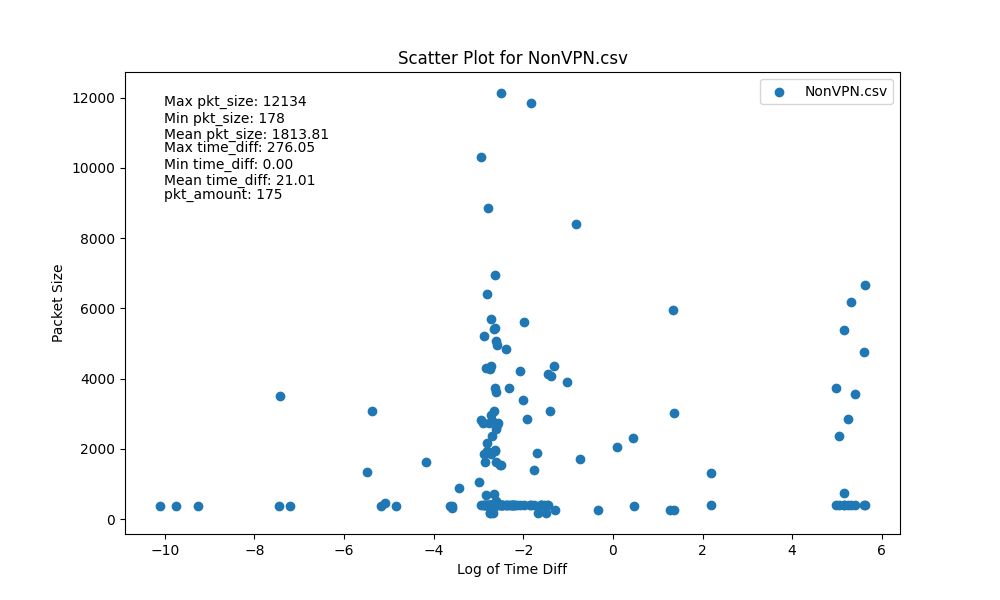 Scatter Plot for NonVPN.csv
NonVPN.csv
Max pkt_size: 12134
Min pkt_size: 178
Mean pkt_size: 1813.81
Max time_diff: 276.05
Min time_diff: 0.00
Mean time_diff: 21.01
pkt_amount: 175
Packet Size
12000
10000
8000
6000
4000
2000
0
−10 −8 −6 −4 −2 0 2 4 6
Log of Time Diff